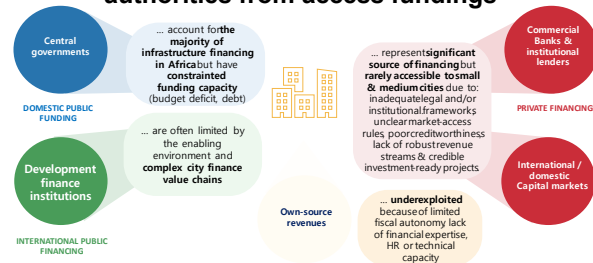 authorities from access fundings
Central
governments
DOMESTIC PUBLIC
FUNDING
... account for the
majority of
infrastructure financing
in Africa but have
constrainted
funding capacity
(budget deficit, debt)
Development
finance
institutions
INTERNATIONAL PUBLIC
FINANCING
... are often limited by
the enabling
environment and
complex city finance
value chains
Own-source
revenues
... underexploited
because of limited
fiscal autonomy, lack
of financial expertise,
HR or technical
capacity
... represent significant
source of financing but
rarely accessible to small
& medium cities due to:
inadequate legal and/or
institutional frameworks,
unclear market-access
rules, poor creditworthiness,
lack of robust revenue
streams & credible
investment-ready projects
Commercial
Banks &
institutional
lenders
PRIVATE FINANCING
International /
domestic
Capital markets